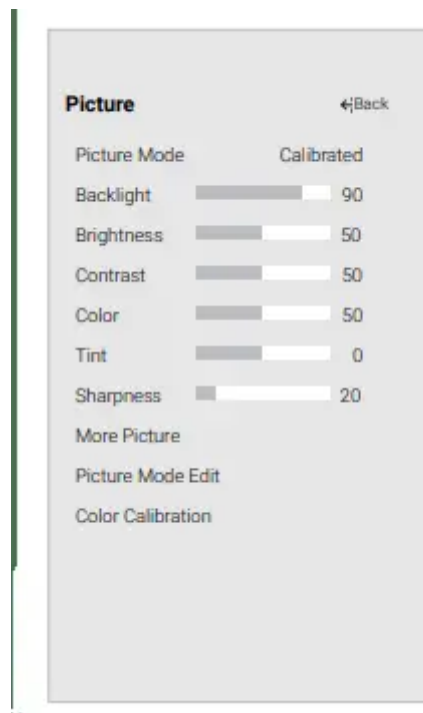 Picture Back
Picture Mode Calibrated
Backlight 90
Brightness 50
Contrast 50
Color 50
Tint 0
Sharpness 20
More Picture
Picture Mode Edit
Color Calibration